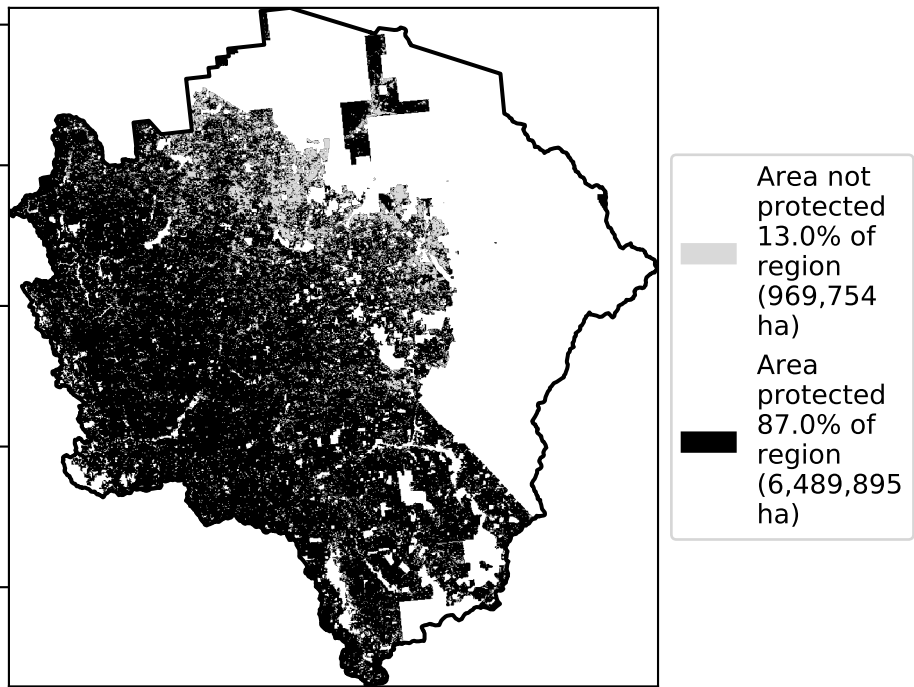 Area not
protected
13.0% of
region
(969,754
ha)
Area
protected
87.0% of
region
(6,489,895
ha)